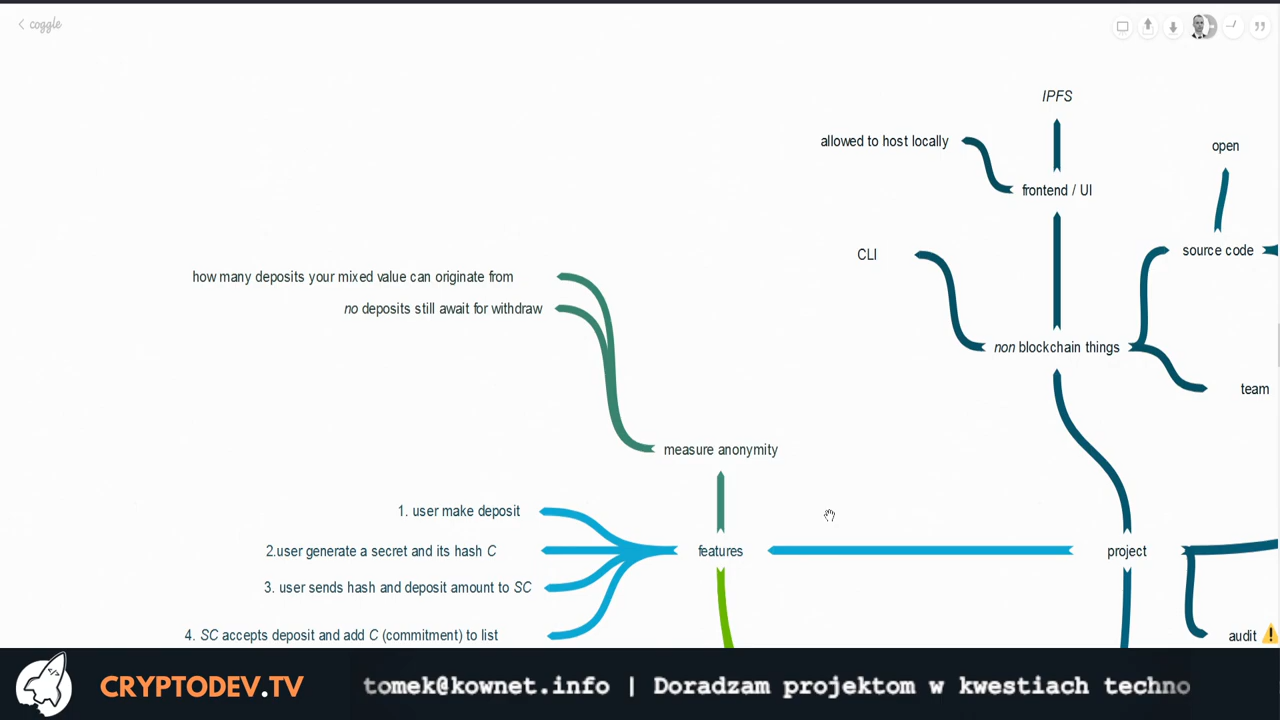 coggle
IPFS
allowed to host locally
open
frontend / UI
CLI
source code
how many deposits your mixed value can originate from
no deposits still await for withdraw
non blockchain things
team
measure anonymity
1. user make deposit
2.user generate a secret and its hash C
features
project
3. user sends hash and deposit amount to SC
4. SC accepts deposit and add C (commitment) to list
audit
CRYPTODEV.TV
tomek@kownet.info | Doradzam projektom w kwestiach techno